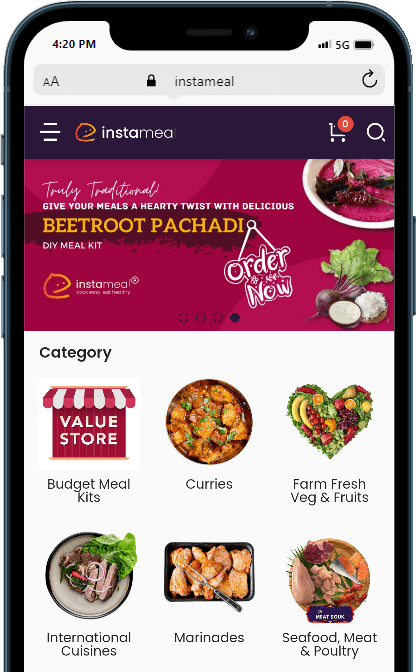 4:20 PM 5G
AA instameal
instameal 0
Truly Traditional!
GIVE YOUR MEALS A HEARTY TWIST WITH DELICIOUS
BEETROOT PACHADI
DIY MEAL KIT
Order
Now
instameal®
cook easy, eat healthy
Category
VALUE
STORE
Budget Meal
Kits
Curries
Farm Fresh
Veg & Fruits
International
Cuisines
Marinades
MEAT SOUK
Seafood, Meat
& Poultry